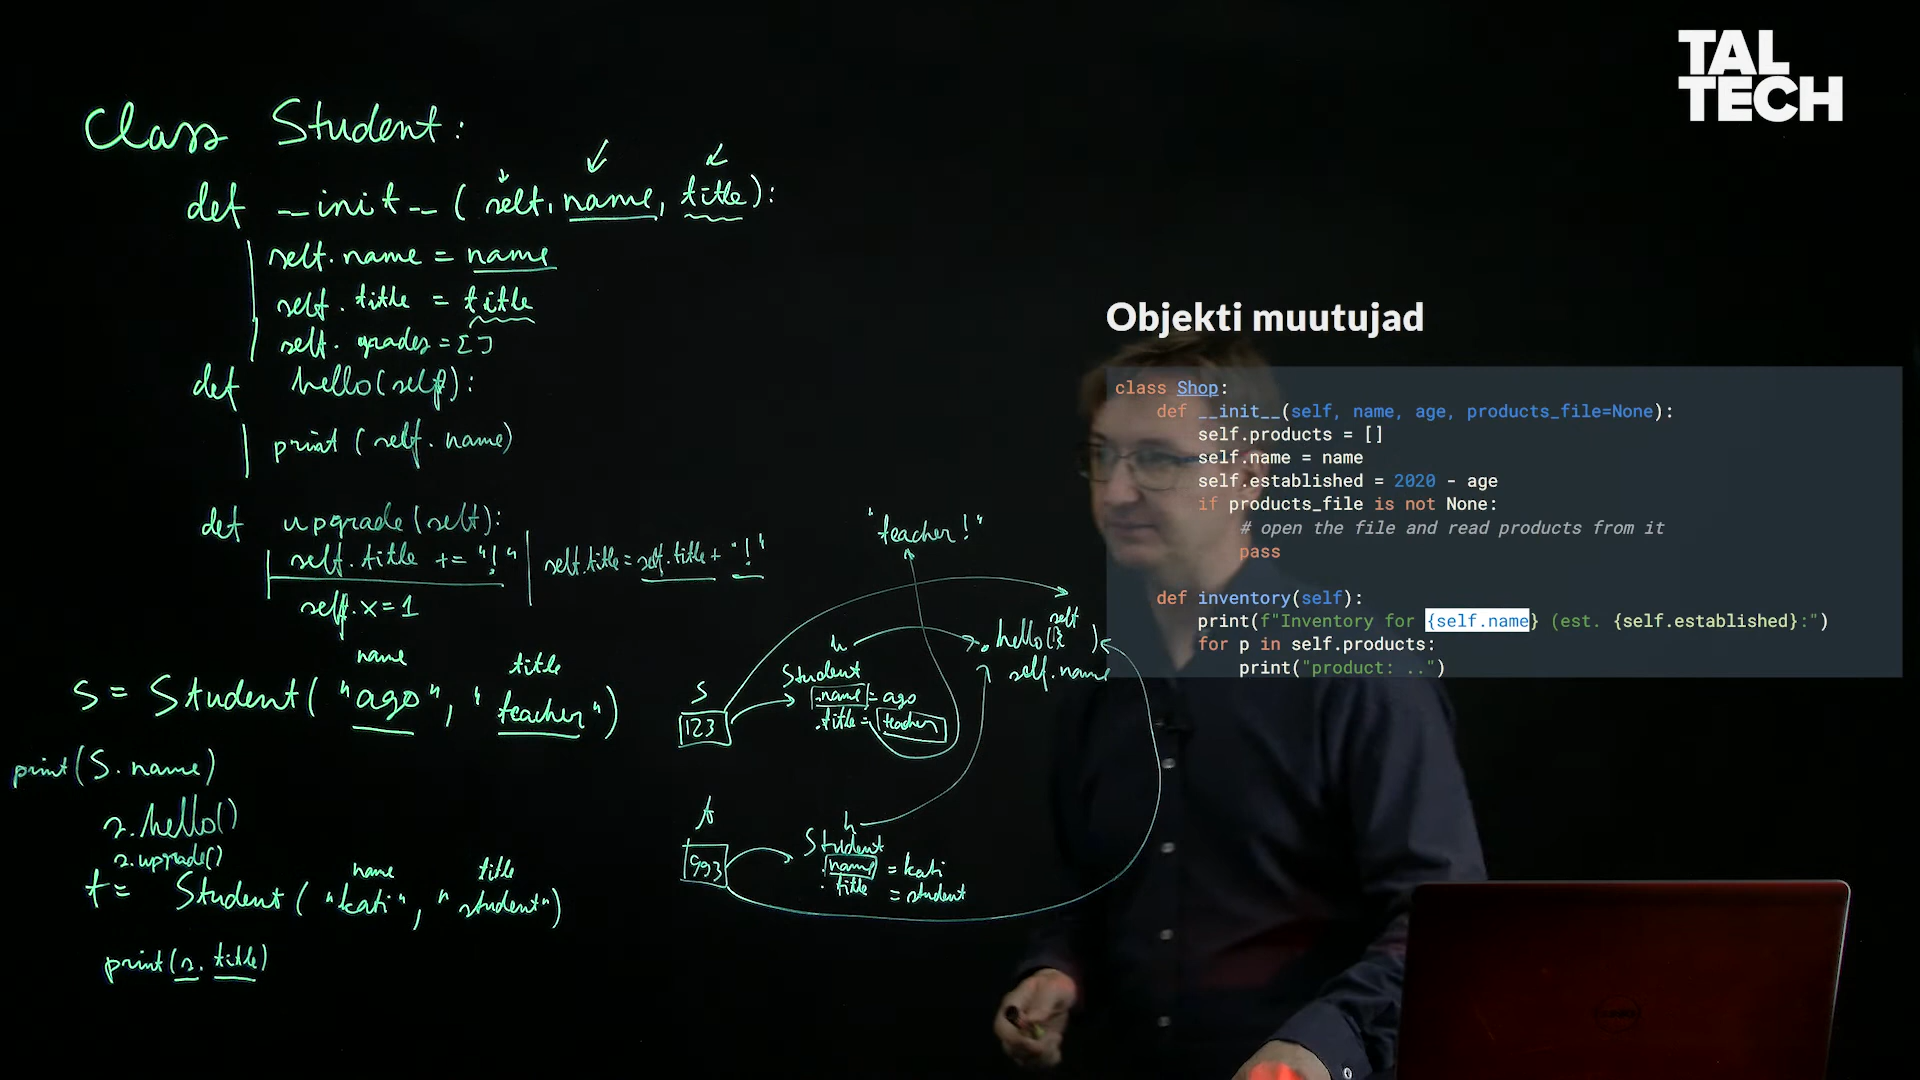 TAL
TECH
Class Student:
def __init__(self, name, title):
self.name = name
self.title = title
self.grades = []
def hello(self):
print(self.name)
def upgrade(self):
self.title += "!" self.title = self.title + "!"
self.x = 1
name title
s = Student("ago", "teacher")
print(s.name)
s.hello()
s.upgrade()
name title
t = Student("kati", "student")
print(s.title)
"teacher!"
self
.hello( )
self.name
s
123
h
Student
.name = ago
.title = teacher
t
993
h
Student
.name = kati
.title = student
Objekti muutujad
class Shop:
def __init__(self, name, age, products_file=None):
self.products = []
self.name = name
self.established = 2020 - age
if products_file is not None:
# open the file and read products from it
pass
def inventory(self):
print(f"Inventory for {self.name} (est. {self.established}:")
for p in self.products:
print("product: ..")